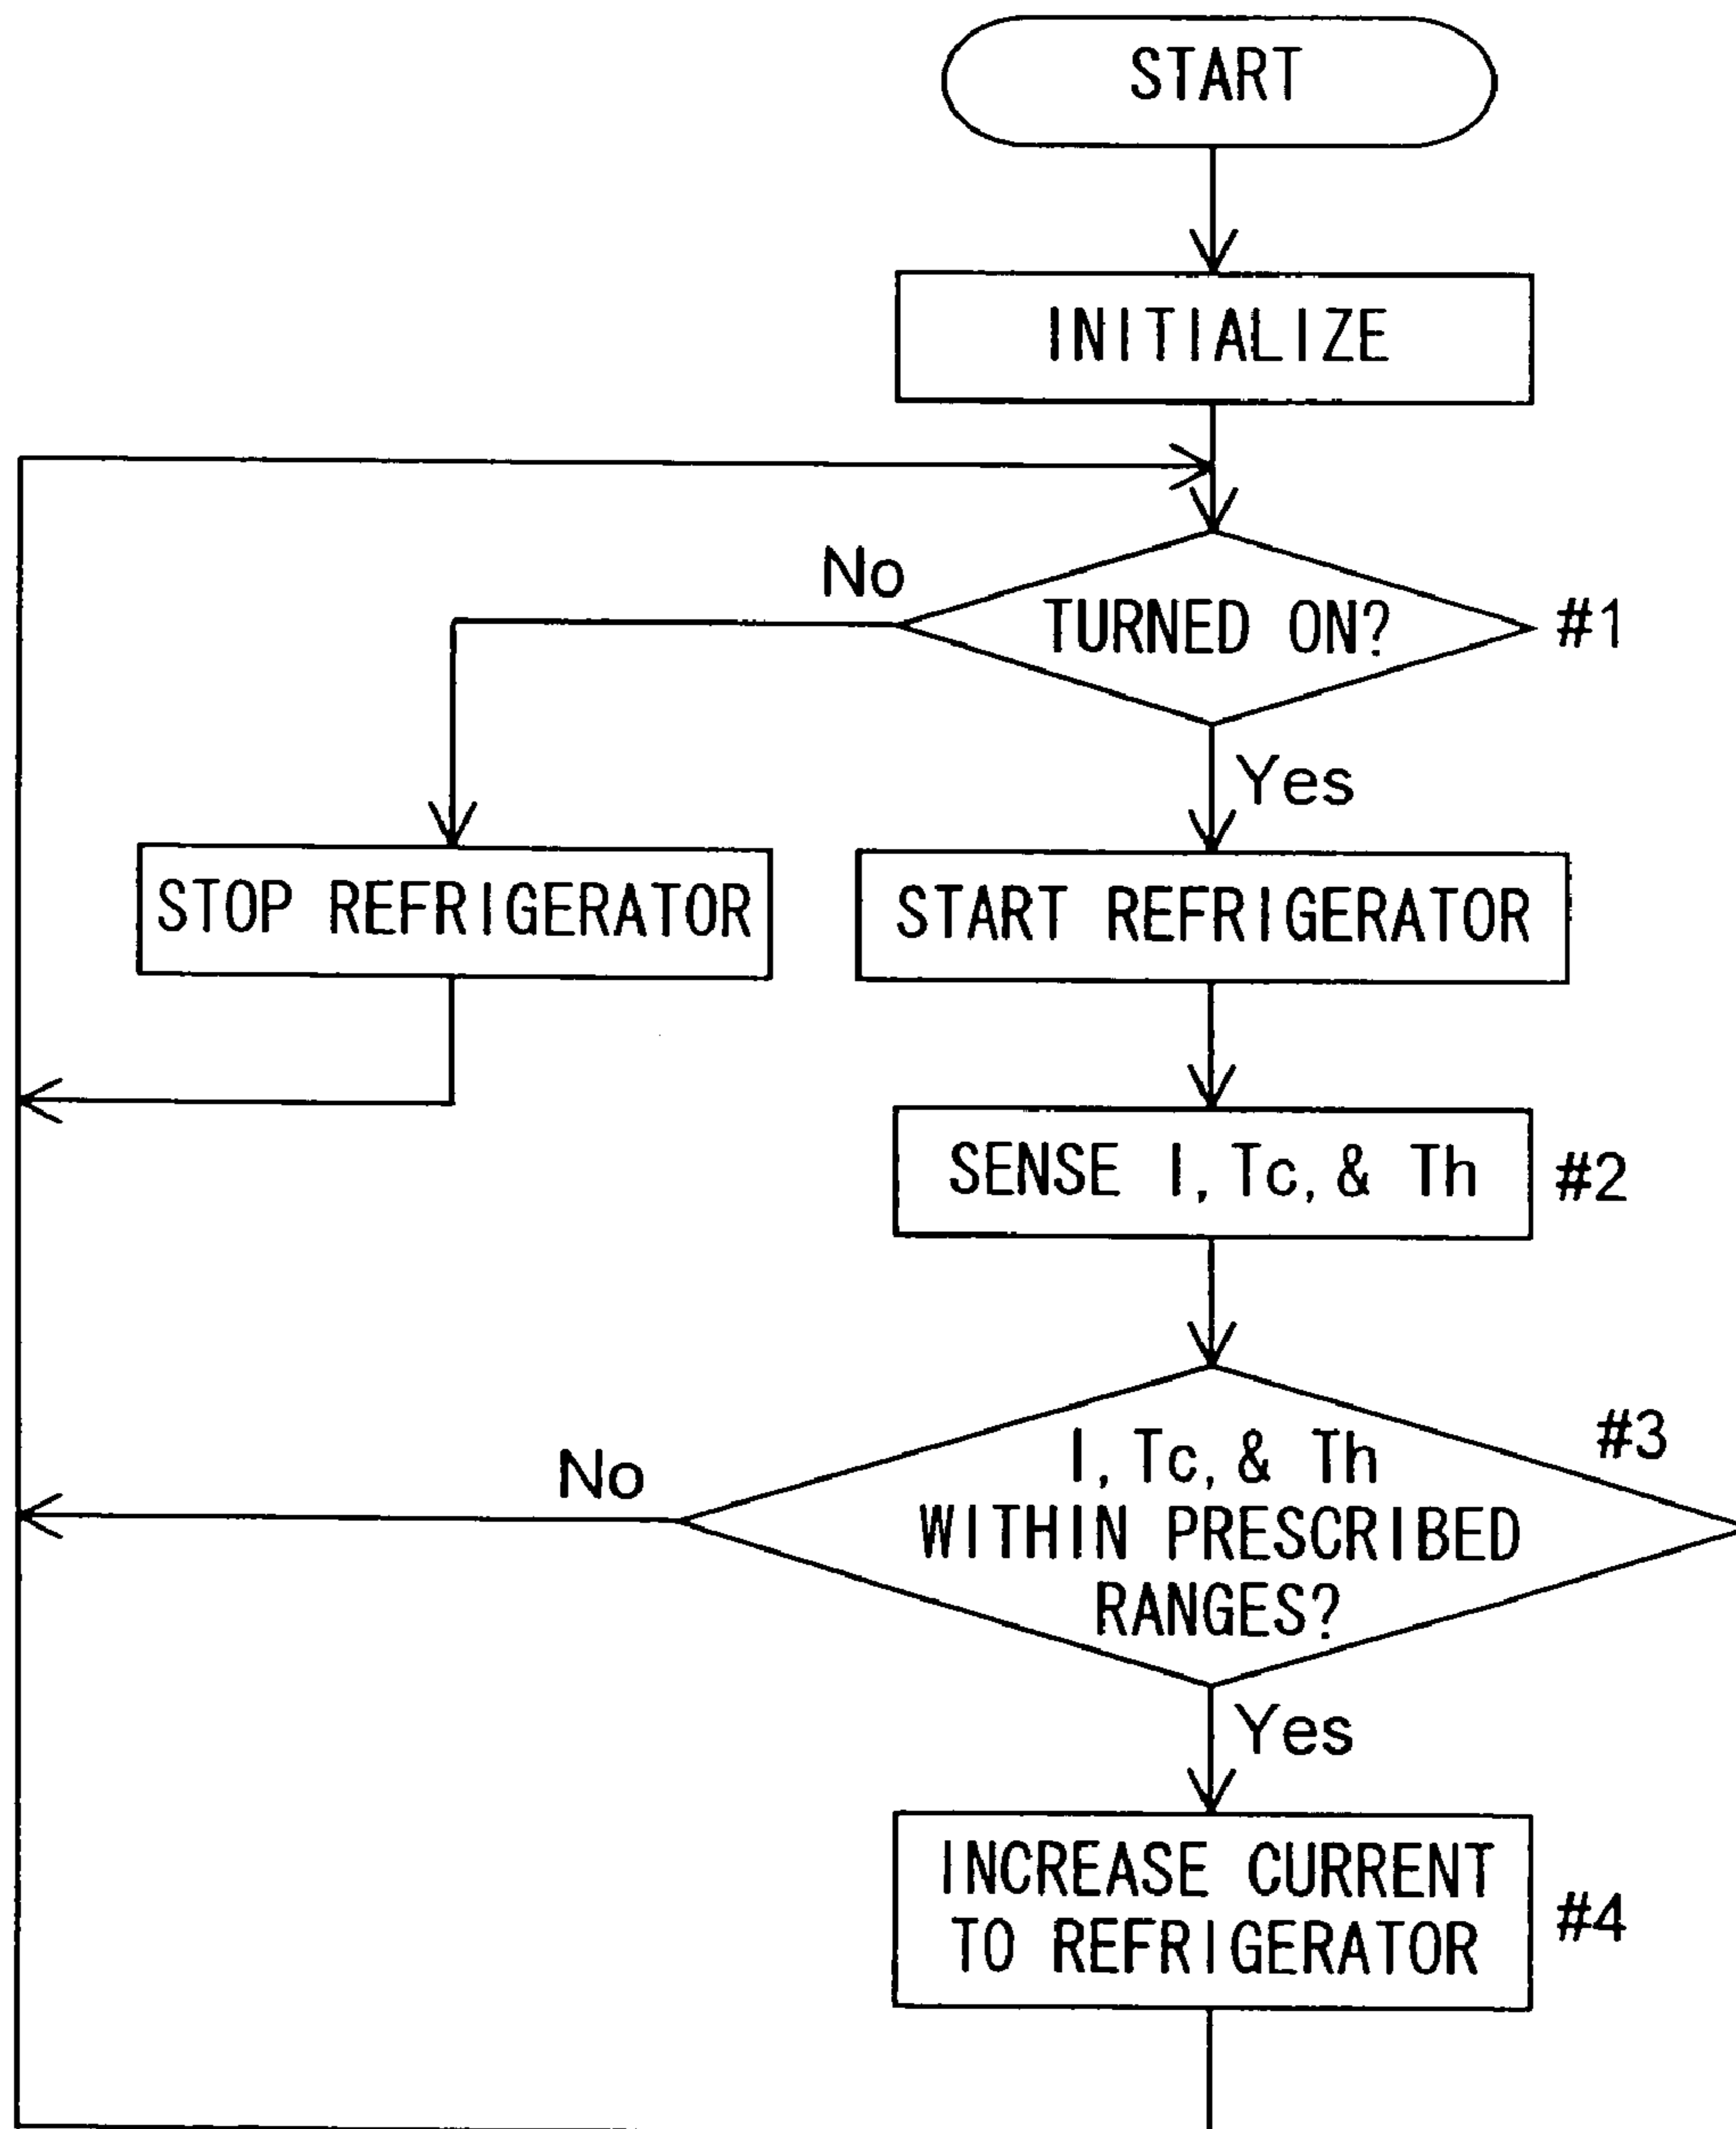 START
INITIALIZE
No
TURNED ON?
#1
Yes
STOP REFRIGERATOR
START REFRIGERATOR
SENSE I, Tc, & Th
#2
No
I, Tc, & Th
WITHIN PRESCRIBED
RANGES?
#3
Yes
INCREASE CURRENT
TO REFRIGERATOR
#4